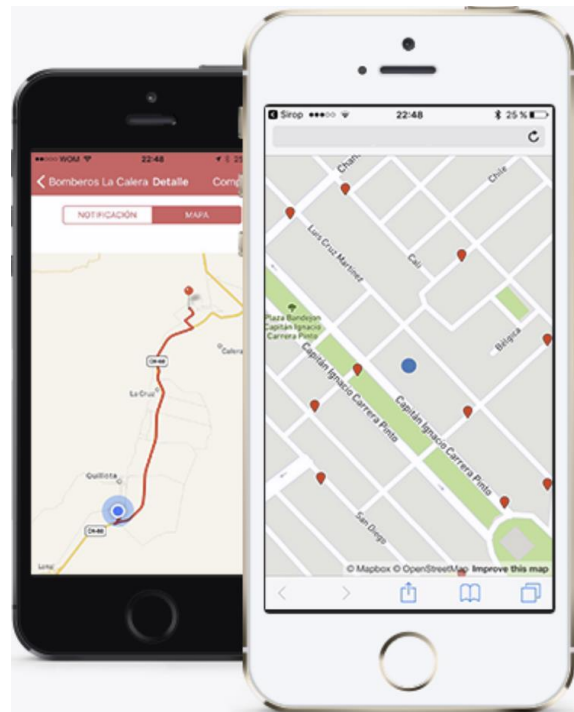 WOM 22:48
Bomberos La Calera Detalle Comp
NOTIFICACIÓN MAPA
CH-60
Calera
La Cruz
Quillota
CH-60
Sirop 22:48 25 %
Chile
Luis Cruz Martínez
Cali
Plaza Bandejon
Capitán Ignacio
Carrera Pinto
Bélgica
Capitán Ignacio Carrera Pinto
Capitán Ignacio Carrera Pinto
San Diego
© Mapbox © OpenStreetMap Improve this map